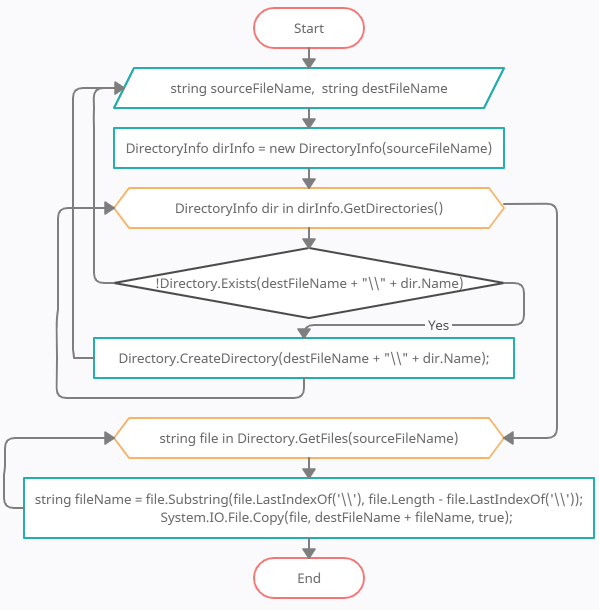 Start
string sourceFileName,  string destFileName
DirectoryInfo dirInfo = new DirectoryInfo(sourceFileName)
DirectoryInfo dir in dirInfo.GetDirectories()
!Directory.Exists(destFileName + "\\" + dir.Name)
Yes
Directory.CreateDirectory(destFileName + "\\" + dir.Name);
string file in Directory.GetFiles(sourceFileName)
string fileName = file.Substring(file.LastIndexOf('\\'), file.Length - file.LastIndexOf('\\'));
System.IO.File.Copy(file, destFileName + fileName, true);
End